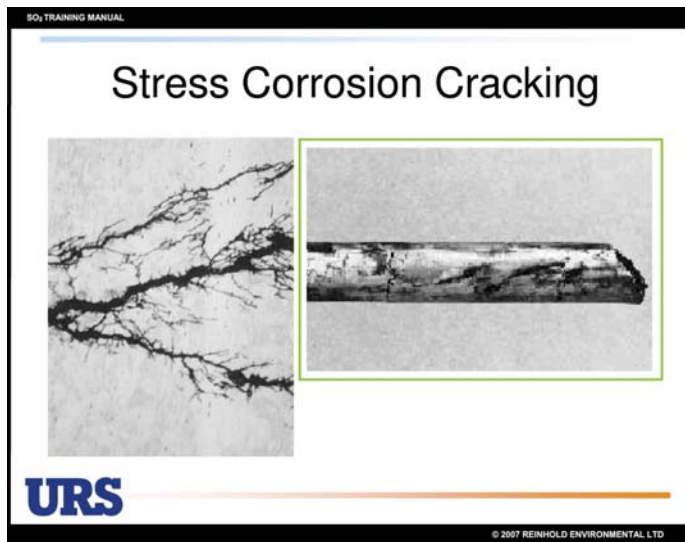 SO₂ TRAINING MANUAL
Stress Corrosion Cracking
URS
© 2007 REINHOLD ENVIRONMENTAL LTD